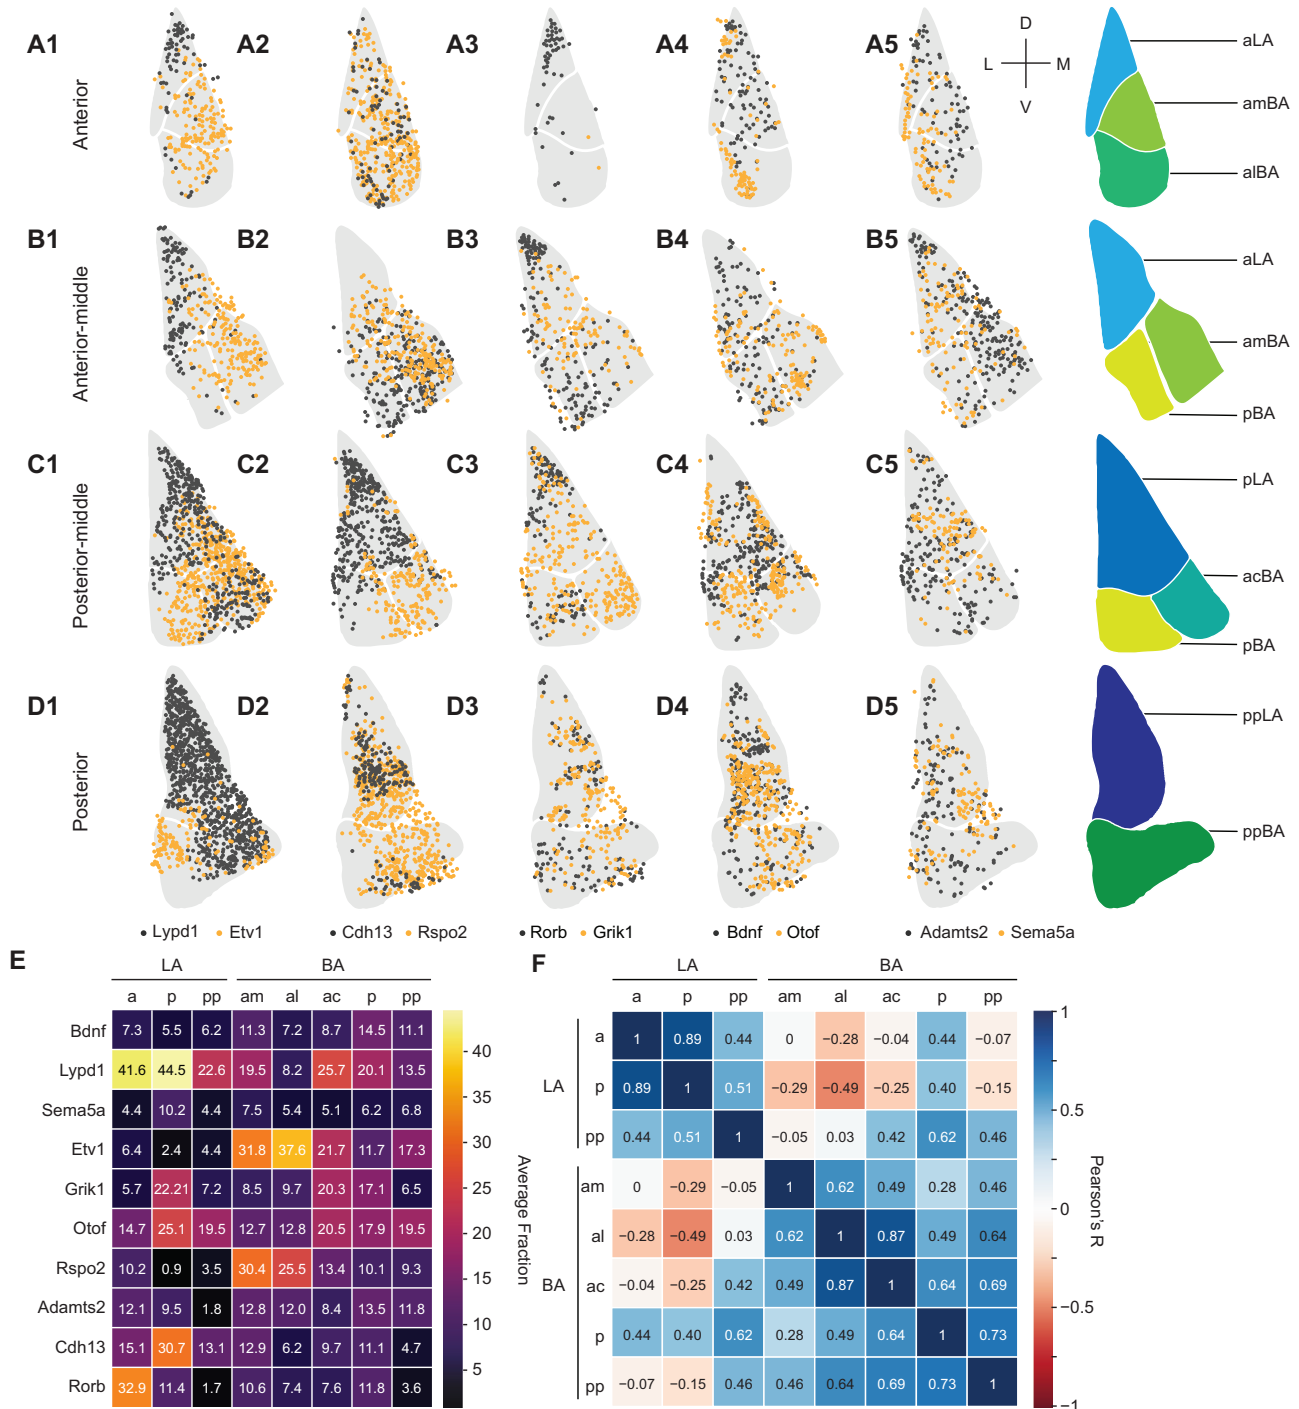 A1 A2 A3 A4 A5
D
L M
V
aLA
amBA
alBA
Anterior
B1 B2 B3 B4 B5
aLA
amBA
pBA
Anterior-middle
C1 C2 C3 C4 C5
pLA
acBA
pBA
Posterior-middle
D1 D2 D3 D4 D5
ppLA
ppBA
Posterior
Lypd1 Etv1 Cdh13 Rspo2 Rorb Grik1 Bdnf Otof Adamts2 Sema5a
E
LA BA
a p pp am al ac p pp
Bdnf 7.3 5.5 6.2 11.3 7.2 8.7 14.5 11.1
Lypd1 41.6 44.5 22.6 19.5 8.2 25.7 20.1 13.5
Sema5a 4.4 10.2 4.4 7.5 5.4 5.1 6.2 6.8
Etv1 6.4 2.4 4.4 31.8 37.6 21.7 11.7 17.3
Grik1 5.7 22.21 7.2 8.5 9.7 20.3 17.1 6.5
Otof 14.7 25.1 19.5 12.7 12.8 20.5 17.9 19.5
Rspo2 10.2 0.9 3.5 30.4 25.5 13.4 10.1 9.3
Adamts2 12.1 9.5 1.8 12.8 12.0 8.4 13.5 11.8
Cdh13 15.1 30.7 13.1 12.9 6.2 9.7 11.1 4.7
Rorb 32.9 11.4 1.7 10.6 7.4 7.6 11.8 3.6
40
35
30
25
20
15
10
5
Average Fraction
F
LA BA
a p pp am al ac p pp
LA
BA
a 1 0.89 0.44 0 −0.28 −0.04 0.44 −0.07
p 0.89 1 0.51 −0.29 −0.49 −0.25 0.40 −0.15
pp 0.44 0.51 1 −0.05 0.03 0.42 0.62 0.46
am 0 −0.29 −0.05 1 0.62 0.49 0.28 0.46
al −0.28 −0.49 0.03 0.62 1 0.87 0.49 0.64
ac −0.04 −0.25 0.42 0.49 0.87 1 0.64 0.69
p 0.44 0.40 0.62 0.28 0.49 0.64 1 0.73
pp −0.07 −0.15 0.46 0.46 0.64 0.69 0.73 1
1
0.5
0
−0.5
−1
Pearson's R